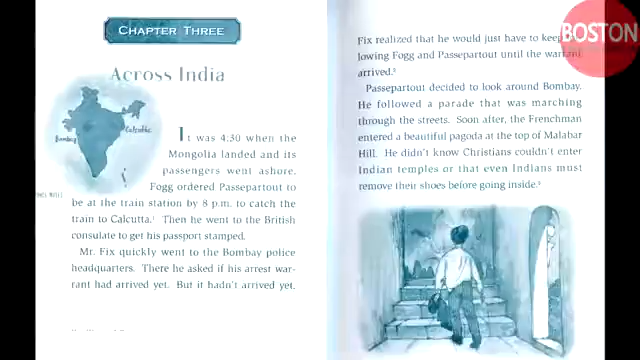 CHAPTER THREE
Across India
Bombay
Calcutta
It was 4:30 when the
Mongolia landed and its
passengers went ashore.
Fogg ordered Passepartout to
be at the train station by 8 p.m. to catch the
train to Calcutta.¹ Then he went to the British
consulate to get his passport stamped.
Mr. Fix quickly went to the Bombay police
headquarters. There he asked if his arrest war-
rant had arrived yet. But it hadn't arrived yet.
Fix realized that he would just have to keep
lowing Fogg and Passepartout until the warrant
arrived.²
Passepartout decided to look around Bombay.
He followed a parade that was marching
through the streets. Soon after, the Frenchman
entered a beautiful pagoda at the top of Malabar
Hill. He didn't know Christians couldn't enter
Indian temples or that even Indians must
remove their shoes before going inside.³
BOSTON